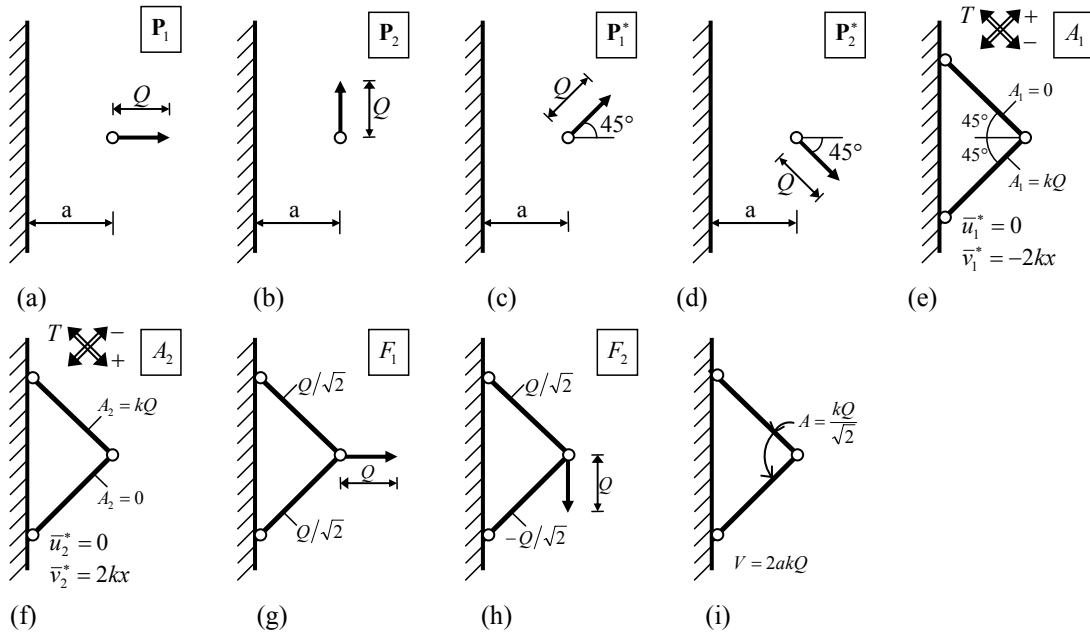 P₁
Q
a
(a)
P₂
Q
a
(b)
P₁*
Q
45°
a
(c)
P₂*
45°
Q
a
(d)
T + −
A₁
A₁ = 0
45°
45°
A₁ = kQ
ū₁* = 0
v̄₁* = −2kx
(e)
T − +
A₂
A₂ = kQ
A₂ = 0
ū₂* = 0
v̄₂* = 2kx
(f)
F₁
Q/√2
Q
Q/√2
(g)
F₂
Q/√2
Q
−Q/√2
(h)
A = kQ/√2
V = 2akQ
(i)